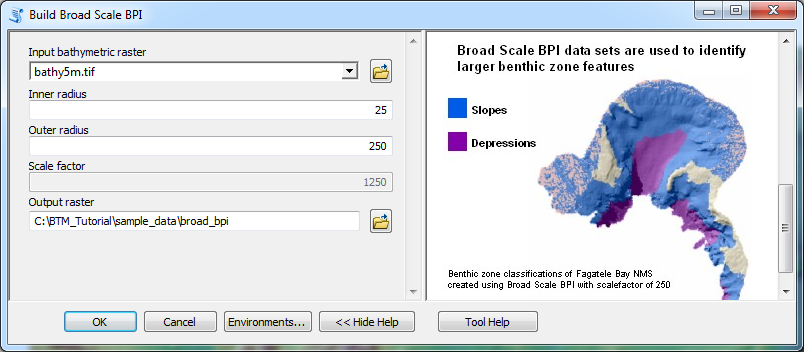 Build Broad Scale BPI
Input bathymetric raster
bathy5m.tif
Inner radius
25
Outer radius
250
Scale factor
1250
Output raster
C:\BTM_Tutorial\sample_data\broad_bpi
Broad Scale BPI data sets are used to identify
larger benthic zone features
Slopes
Depressions
Benthic zone classifications of Fagatele Bay NMS
created using Broad Scale BPI with scalefactor of 250
OK
Cancel
Environments...
<< Hide Help
Tool Help